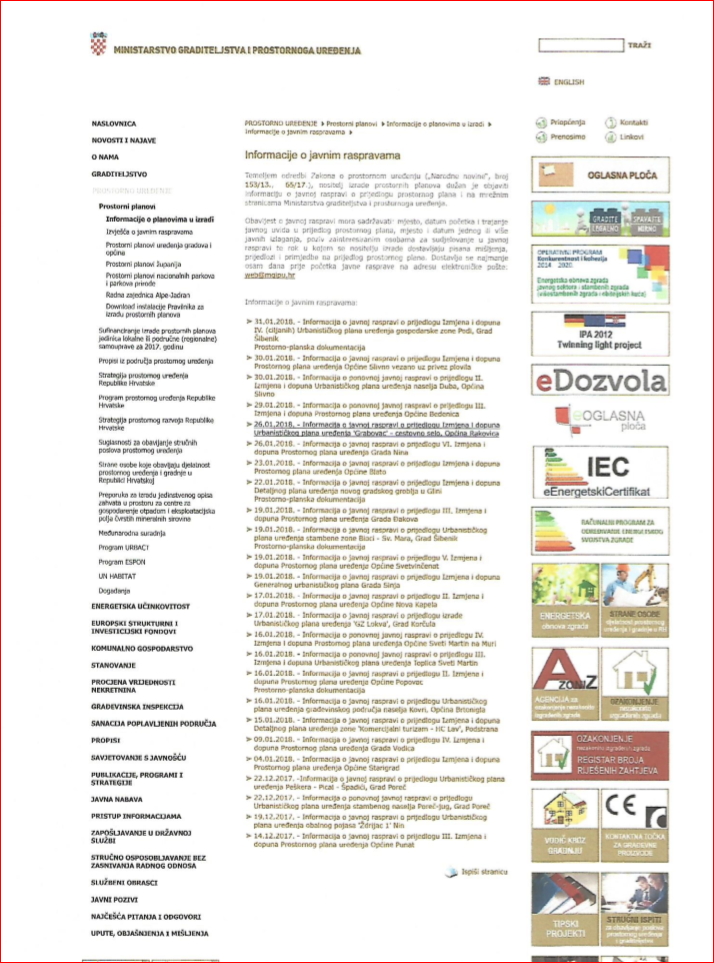 MINISTARSTVO GRADITELJSTVA I PROSTORNOGA UREĐENJA
TRAŽI
ENGLISH
NASLOVNICA
NOVOSTI I NAJAVE
O NAMA
GRADITELJSTVO
PROSTORNO UREĐENJE
Prostorni planovi
Informacije o planovima u izradi
Izvješća o javnim raspravama
Prostorni planovi uređenja gradova i
općina
Prostorni planovi županija
Prostorni planovi nacionalnih parkova
i parkova prirode
Radna zajednica Alpe-Jadran
Download instalacije Pravilnika za
izradu prostornih planova
Sufinanciranje izrade prostornih planova
jedinica lokalne ili područne (regionalne)
samouprave za 2017. godinu
Propisi iz područja prostornog uređenja
Strategija prostornog uređenja
Republike Hrvatske
Program prostornog uređenja Republike
Hrvatske
Strategija prostornog razvoja Republike
Hrvatske
Suglasnosti za obavljanje stručnih
poslova prostornog uređenja
Strane osobe koje obavljaju djelatnost
prostornog uređenja i gradnje u
Republici Hrvatskoj
Preporuka za izradu jedinstvenog opisa
zahvata u prostoru za centre za
gospodarenje otpadom i eksploatacijska
polja čvrstih mineralnih sirovina
Međunarodna suradnja
Program URBACT
Program ESPON
UN HABITAT
Događanja
ENERGETSKA UČINKOVITOST
EUROPSKI STRUKTURNI I
INVESTICIJSKI FONDOVI
KOMUNALNO GOSPODARSTVO
STANOVANJE
PROCJENA VRIJEDNOSTI
NEKRETNINA
GRAĐEVINSKA INSPEKCIJA
SANACIJA POPLAVLJENIH PODRUČJA
PROPISI
SAVJETOVANJE S JAVNOŠĆU
PUBLIKACIJE, PROGRAMI I
STRATEGIJE
JAVNA NABAVA
PRISTUP INFORMACIJAMA
ZAPOŠLJAVANJE U DRŽAVNOJ
SLUŽBI
STRUČNO OSPOSOBLJAVANJE BEZ
ZASNIVANJA RADNOG ODNOSA
SLUŽBENI OBRASCI
JAVNI POZIVI
NAJČEŠĆA PITANJA I ODGOVORI
UPUTE, OBJAŠNJENJA I MIŠLJENJA
PROSTORNO UREĐENJE Prostorni planovi Informacije o planovima u izradi
Informacije o javnim raspravama
Informacije o javnim raspravama
Temeljem odredbi Zakona o prostornom uređenju („Narodne novine", broj
153/13., 65/17.), nositelj izrade prostornih planova dužan je objaviti
informaciju o javnoj raspravi o prijedlogu prostornog plana i na mrežnim
stranicama Ministarstva graditeljstva i prostornoga uređenja.
Obavijest o javnoj raspravi mora sadržavati: mjesto, datum početka i trajanje
javnog uvida u prijedlog prostornog plana, mjesto i datum jednog ili više
javnih izlaganja, poziv zainteresiranim osobama za sudjelovanje u javnoj
raspravi te rok u kojem se nositelju izrade dostavljaju pisana mišljenja,
prijedlozi i primjedbe na prijedlog prostornog plana. Dostavlja se najmanje
osam dana prije početka javne rasprave na adresu elektroničke pošte:
web@mgipu.hr
Informacije o javnim raspravama:
31.01.2018. - Informacija o javnoj raspravi o prijedlogu Izmjena i dopuna
IV. (ciljanih) Urbanističkog plana uređenja gospodarske zone Podi, Grad
Šibenik
Prostorno-planska dokumentacija
30.01.2018. - Informacija o javnoj raspravi o prijedlogu Izmjena i dopuna
Prostornog plana uređenja Općine Slivno vezano uz privez plovila
30.01.2018. - Informacija o ponovnoj javnoj raspravi o prijedlogu II.
Izmjena i dopuna Urbanističkog plana uređenja naselja Duba, Općina
Slivno
29.01.2018. - Informacija o ponovnoj javnoj raspravi o prijedlogu III.
Izmjena i dopuna Prostornog plana uređenja Općine Bedenica
26.01.2018. - Informacija o javnoj raspravi o prijedlogu Izmjena i dopuna
Urbanističkog plana uređenja 'Grabovac' - cestovno selo, Općina Rakovica
26.01.2018. - Informacija o javnoj raspravi o prijedlogu VI. Izmjena i
dopuna Prostornog plana uređenja Grada Nina
23.01.2018. - Informacija o javnoj raspravi o prijedlogu III. Izmjena i
dopuna Prostornog plana uređenja Općine Blato
22.01.2018. - Informacija o javnoj raspravi o prijedlogu Izmjena i dopuna
Detaljnog plana uređenja novog gradskog groblja u Glini
Prostorno-planska dokumentacija
19.01.2018. - Informacija o javnoj raspravi o prijedlogu III. Izmjena i
dopuna Prostornog plana uređenja Grada Đakova
19.01.2018. - Informacija o javnoj raspravi o prijedlogu Urbanističkog
plana uređenja stambene zone Bioci - Sv. Mara, Grad Šibenik
Prostorno-planska dokumentacija
19.01.2018. - Informacija o javnoj raspravi o prijedlogu V. Izmjena i
dopuna Prostornog plana uređenja Općine Svetvinčenat
19.01.2018. - Informacija o javnoj raspravi o prijedlogu Izmjena i dopuna
Generalnog urbanističkog plana Grada Sinja
17.01.2018. - Informacija o javnoj raspravi o prijedlogu II. Izmjena i
dopuna Prostornog plana uređenja Općine Nova Kapela
17.01.2018. - Informacija o javnoj raspravi o prijedlogu izrade
Urbanističkog plana uređenja 'GZ Lokva', Grad Korčula
16.01.2018. - Informacija o ponovnoj javnoj raspravi o prijedlogu IV.
Izmjena i dopuna Prostornog plana uređenja Općine Sveti Martin na Muri
16.01.2018. - Informacija o ponovnoj javnoj raspravi o prijedlogu III.
Izmjena i dopuna Urbanističkog plana uređenja Toplica Sveti Martin
16.01.2018. - Informacija o javnoj raspravi o prijedlogu II. Izmjena i
dopuna Prostornog plana uređenja Općine Popovac
Prostorno-planska dokumentacija
16.01.2018. - Informacija o javnoj raspravi o prijedlogu Urbanističkog
plana uređenja građevinskog područja naselja Kovri, Općina Brtonigla
15.01.2018. - Informacija o javnoj raspravi o prijedlogu Izmjena i dopuna
Detaljnog plana uređenja zone 'Komercijalni turizam - HC Lav', Podstrana
09.01.2018. - Informacija o javnoj raspravi o prijedlogu IV. Izmjena i
dopuna Prostornog plana uređenja Grada Vodica
04.01.2018. - Informacija o javnoj raspravi o prijedlogu Izmjena i dopuna
Prostornog plana uređenja Općine Starigrad
22.12.2017. -Informacija o javnoj raspravi o prijedlogu Urbanističkog plana
uređenja Peškera - Pical - Špadići, Grad Poreč
22.12.2017. - Informacija o ponovnoj javnoj raspravi o prijedlogu
Urbanističkog plana uređenja stambenog naselja Poreč-jug, Grad Poreč
19.12.2017. - Informacija o javnoj raspravi o prijedlogu Urbanističkog
plana uređenja obalnog pojasa 'Ždrijac 1' Nin
14.12.2017. - Informacija o javnoj raspravi o prijedlogu III. Izmjena i
dopuna Prostornog plana uređenja Općine Punat
Ispiši stranicu
Priopćenja
Kontakti
Prenosimo
Linkovi
OGLASNA PLOČA
GRADITE LEGALNO
SPAVAJTE MIRNO
OPERATIVNI PROGRAM
Konkurentnost i kohezija
2014 - 2020.
Energetska obnova zgrada
javnog sektora i stambenih zgrada
(višestambenih zgrada i obiteljskih kuća)
IPA 2012
Twinning light project
eDozvola
eOGLASNA
ploča
IEC
eEnergetskiCertifikat
RAČUNALNI PROGRAM ZA
ODREĐIVANJE ENERGETSKOG
SVOJSTVA ZGRADE
ENERGETSKA
obnova zgrada
STRANE OSOBE
AZONIZ
AGENCIJA za
OZAKONJENJE
OZAKONJENJE
nezakonito izgrađenih zgrada
REGISTAR BROJA
RIJEŠENIH ZAHTJEVA
VODIČ KROZ
GRADNJU
CE
KONTAKTNA TOČKA
ZA GRAĐEVNE
PROIZVODE
TIPSKI
PROJEKTI
STRUČNI ISPITI
za obavljanje poslova
prostornog uređenja
i graditeljstva